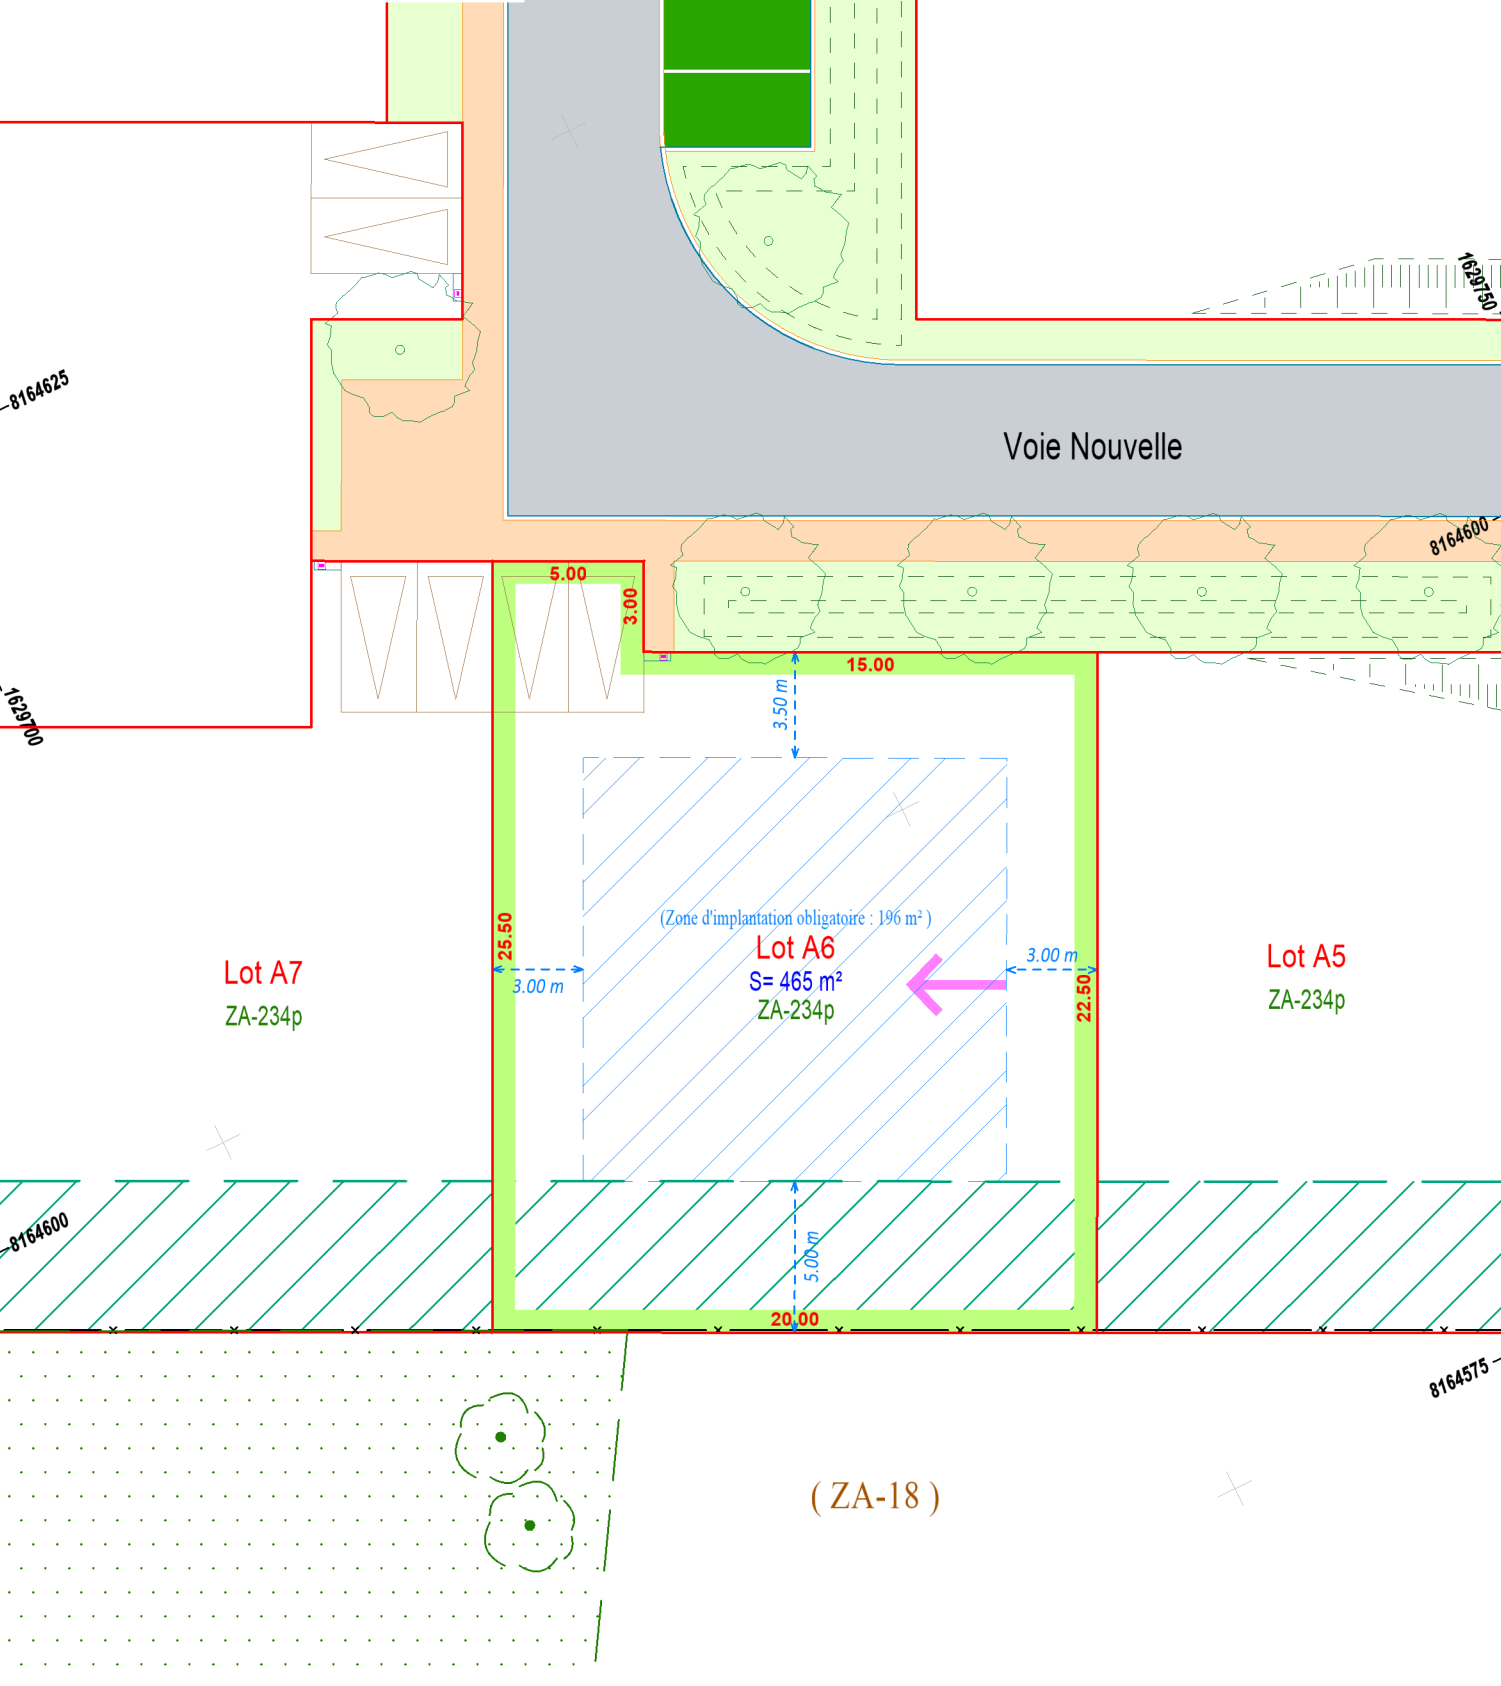 1629750
8164625
Voie Nouvelle
8164600
5.00
3.00
15.00
3.50 m
1629700
(Zone d'implantation obligatoire : 196 m² )
25.50
Lot A6
S= 465 m²
ZA-234p
3.00 m
3.00 m
22.50
Lot A7
ZA-234p
Lot A5
ZA-234p
8164600
5.00 m
20.00
8164575
( ZA-18 )